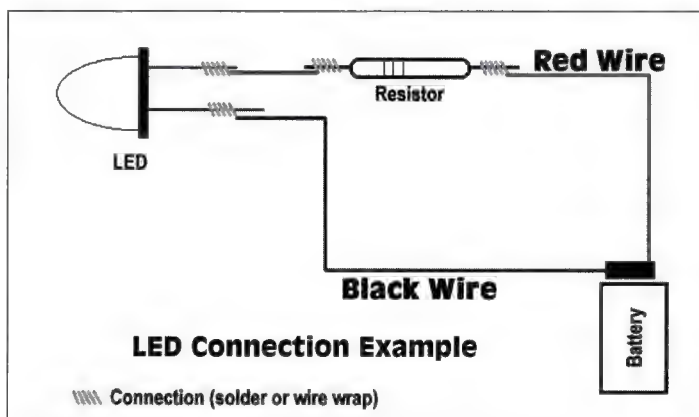 Red Wire
Resistor
LED
Black Wire
Battery
LED Connection Example
Connection (solder or wire wrap)